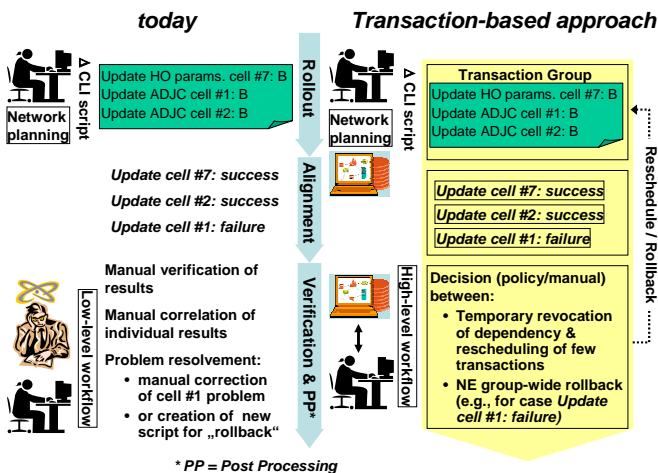 today
Transaction-based approach
Δ CLI script
Network
planning
Update HO params. cell #7: B
Update ADJC cell #1: B
Update ADJC cell #2: B
Rollout
Δ CLI script
Network
planning
Transaction Group
Update HO params. cell #7: B
Update ADJC cell #1: B
Update ADJC cell #2: B
Update cell #7: success
Update cell #2: success
Update cell #1: failure
Alignment
Update cell #7: success
Update cell #2: success
Update cell #1: failure
Reschedule / Rollback
Low-level workflow
Manual verification of
results
Manual correlation of
individual results
Problem resolvement:
• manual correction
of cell #1 problem
• or creation of new
script for „rollback“
Verification & PP*
High-level workflow
Decision (policy/manual)
between:
• Temporary revocation
of dependency &
rescheduling of few
transactions
• NE group-wide rollback
(e.g., for case Update
cell #1: failure)
* PP = Post Processing